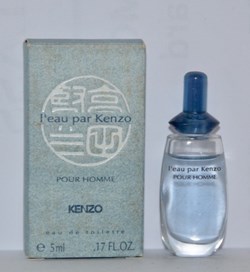 l'eau par Kenzo
POUR HOMME
KENZO
eau de toilette
e 5ml .17 FL.OZ.
l'eau par Kenzo
POUR HOMME